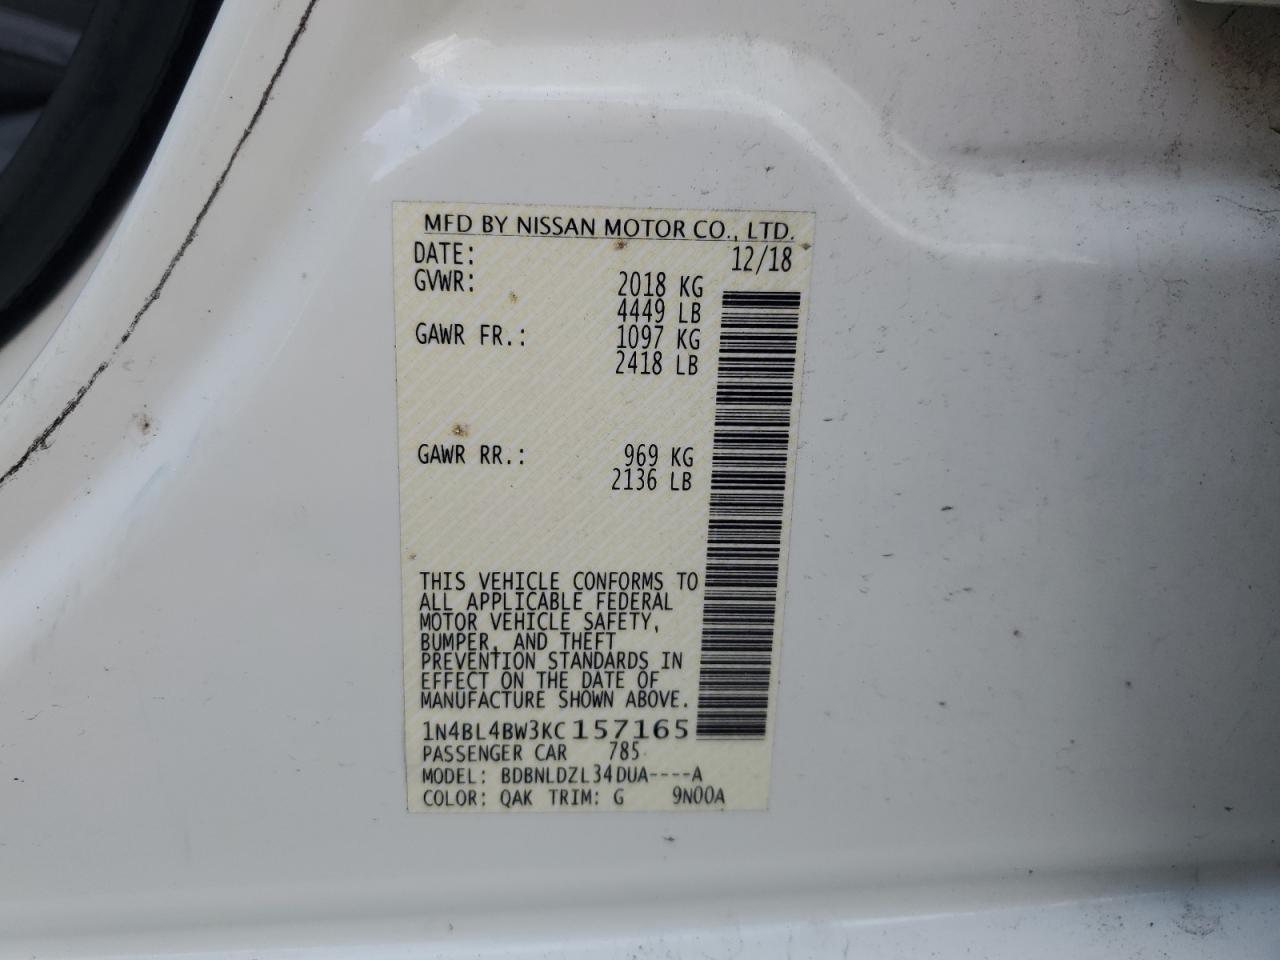 MFD BY NISSAN MOTOR CO., LTD.
DATE: 12/18
GVWR: 2018 KG
4449 LB
GAWR FR.: 1097 KG
2418 LB
GAWR RR.: 969 KG
2136 LB
THIS VEHICLE CONFORMS TO
ALL APPLICABLE FEDERAL
MOTOR VEHICLE SAFETY,
BUMPER, AND THEFT
PREVENTION STANDARDS IN
EFFECT ON THE DATE OF
MANUFACTURE SHOWN ABOVE.
1N4BL4BW3KC157165
PASSENGER CAR 785
MODEL: BDBNLDZL34DUA----A
COLOR: QAK TRIM: G 9N00A